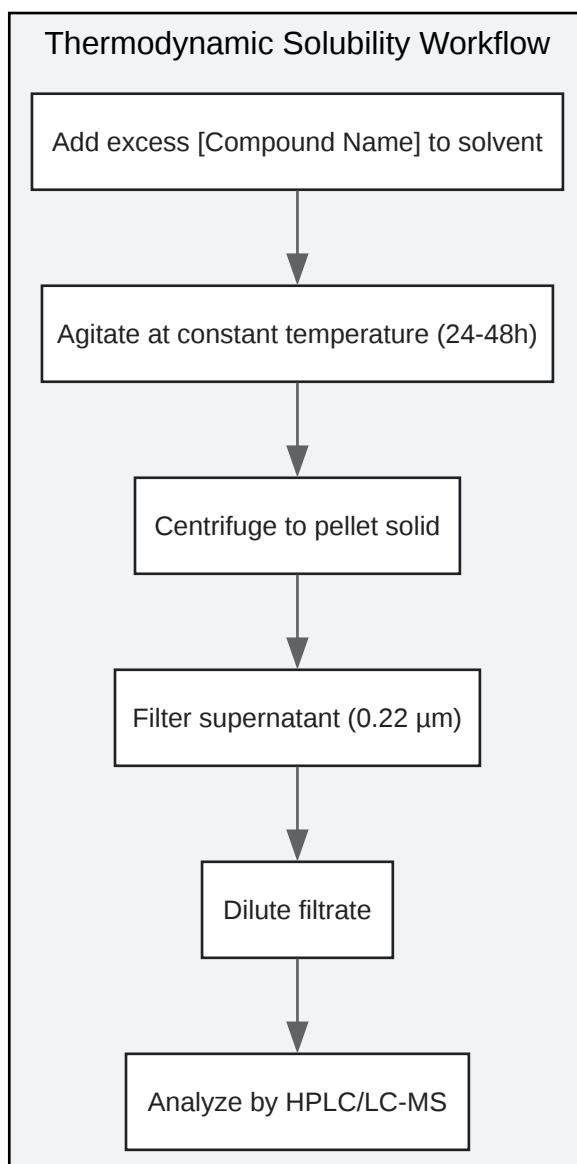 Thermodynamic Solubility Workflow
Add excess [Compound Name] to solvent
Agitate at constant temperature (24-48h)
Centrifuge to pellet solid
Filter supernatant (0.22 µm)
Dilute filtrate
Analyze by HPLC/LC-MS